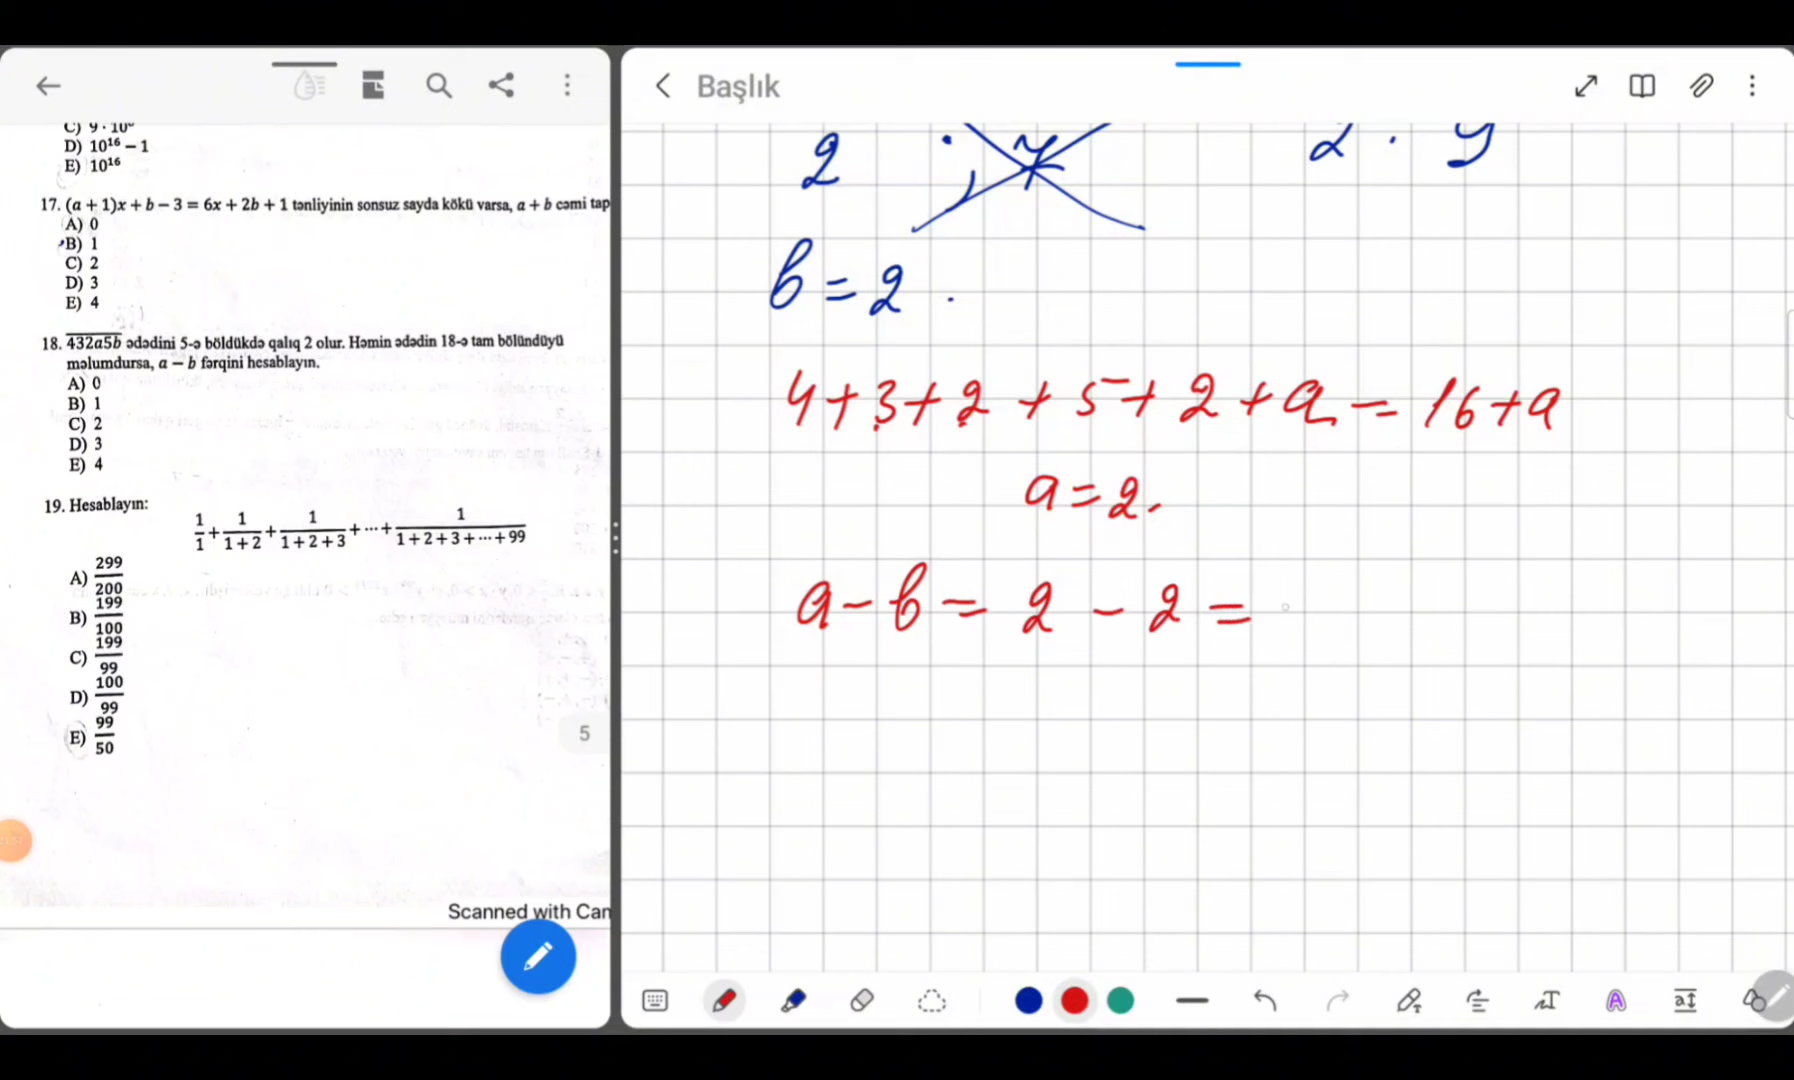 Başlık
C) 9 · 10⁸
D) 10¹⁶ – 1
E) 10¹⁶
17. (a + 1)x + b – 3 = 6x + 2b + 1 tənliyinin sonsuz sayda kökü varsa, a + b cəmi tap
A) 0
B) 1
C) 2
D) 3
E) 4
18. 432a5b ədədini 5-ə böldükdə qalıq 2 olur. Həmin ədədin 18-ə tam bölündüyü
məlumdursa, a – b fərqini hesablayın.
A) 0
B) 1
C) 2
D) 3
E) 4
19. Hesablayın:
1/1 + 1/(1+2) + 1/(1+2+3) + ··· + 1/(1+2+3+···+99)
A) 299/200
B) 199/100
C) 199/99
D) 100/99
E) 99/50
5
Scanned with Can
2 , 7 2 · y
b = 2 .
4+3+2 + 5 + 2 + a = 16+a
a = 2.
a – b = 2 – 2 =